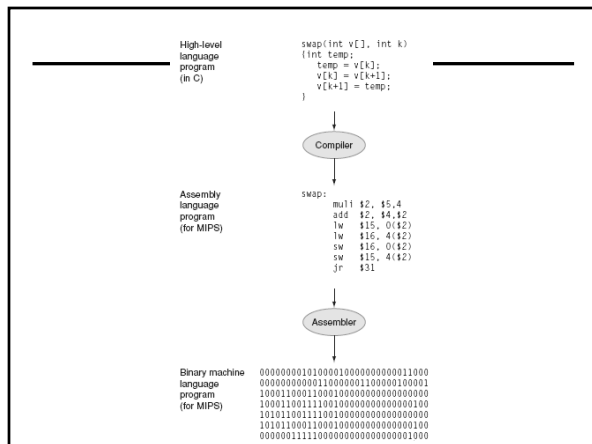 High-level
language
program
(in C)
swap(int v[], int k)
{int temp;
temp = v[k];
v[k] = v[k+1];
v[k+1] = temp;
}
Compiler
Assembly
language
program
(for MIPS)
swap:
muli $2, $5,4
add $2, $4,$2
lw $15, 0($2)
lw $16, 4($2)
sw $16, 0($2)
sw $15, 4($2)
jr $31
Assembler
Binary machine
language
program
(for MIPS)
00000000101000010000000000011000
00000000000110000001100000100001
10001100011000100000000000000000
10001100111100100000000000000100
10101100111100100000000000000000
10101100011000100000000000000100
00000011111000000000000000001000